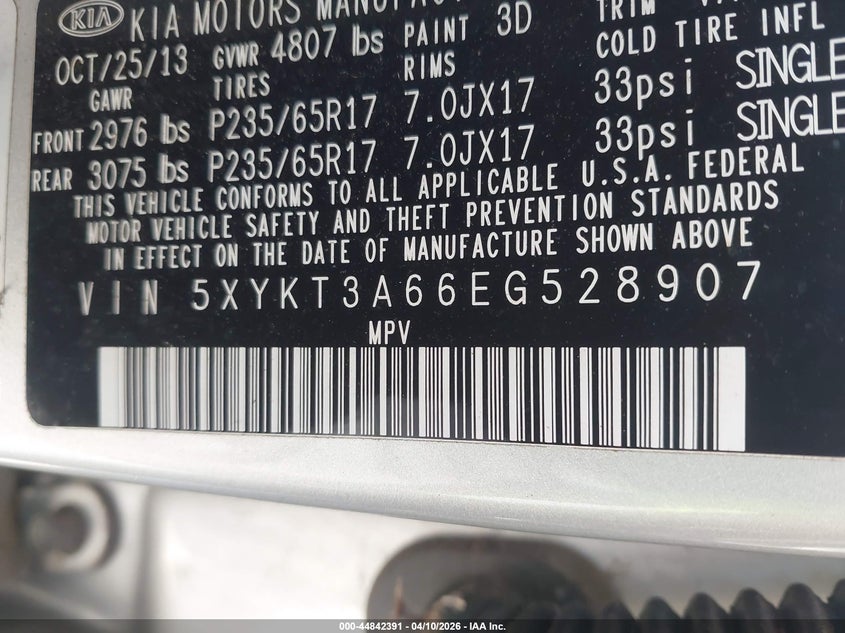 KIA KIA MOTORS MANUFAC
OCT/25/13 GVWR 4807 lbs PAINT 3D TRIM
GAWR TIRES RIMS COLD TIRE INFL
FRONT 2976 lbs P235/65R17 7.0JX17 33psi SINGLE
REAR 3075 lbs P235/65R17 7.0JX17 33psi SINGLE
THIS VEHICLE CONFORMS TO ALL APPLICABLE U.S.A. FEDERAL
MOTOR VEHICLE SAFETY AND THEFT PREVENTION STANDARDS
IN EFFECT ON THE DATE OF MANUFACTURE SHOWN ABOVE
VIN 5XYKT3A66EG528907
MPV
000-44842391 - 04/10/2026 - IAA Inc.